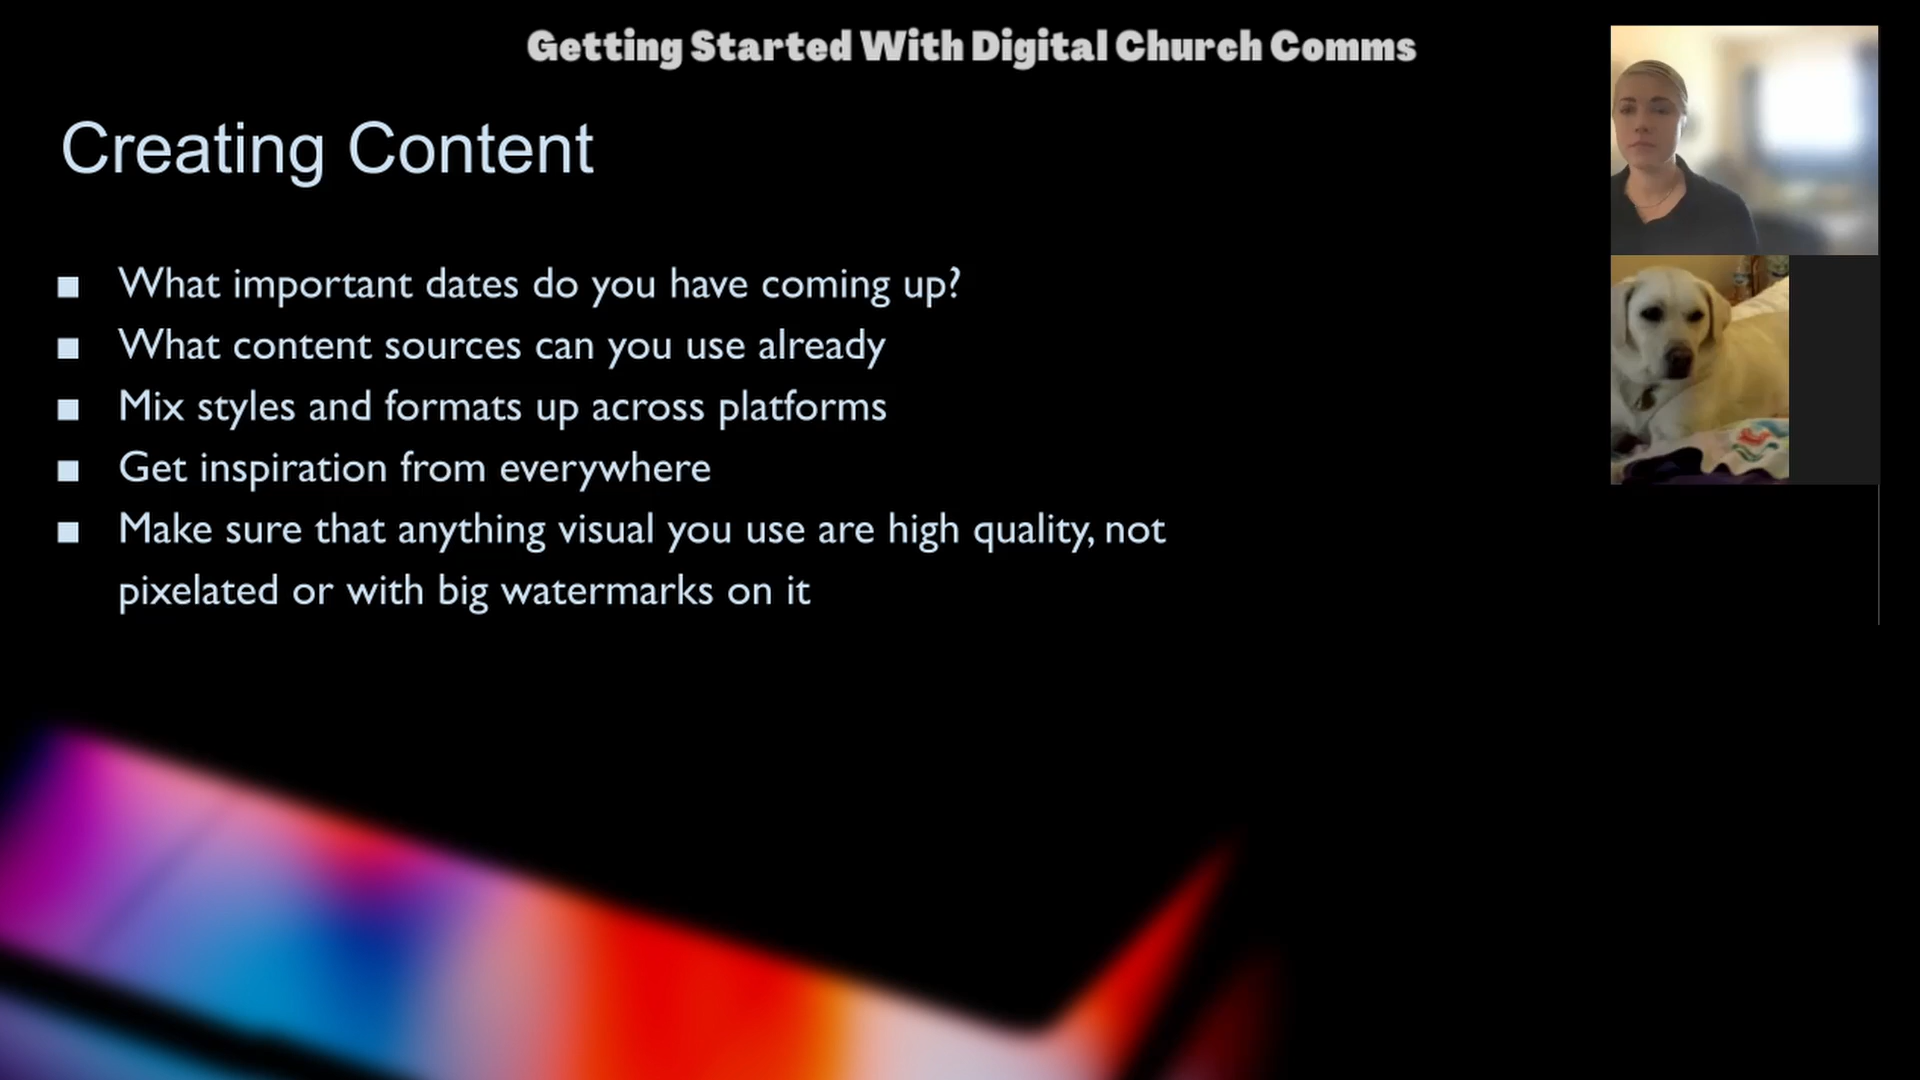 Getting Started With Digital Church Comms
Creating Content
What important dates do you have coming up?
What content sources can you use already
Mix styles and formats up across platforms
Get inspiration from everywhere
Make sure that anything visual you use are high quality, not
pixelated or with big watermarks on it